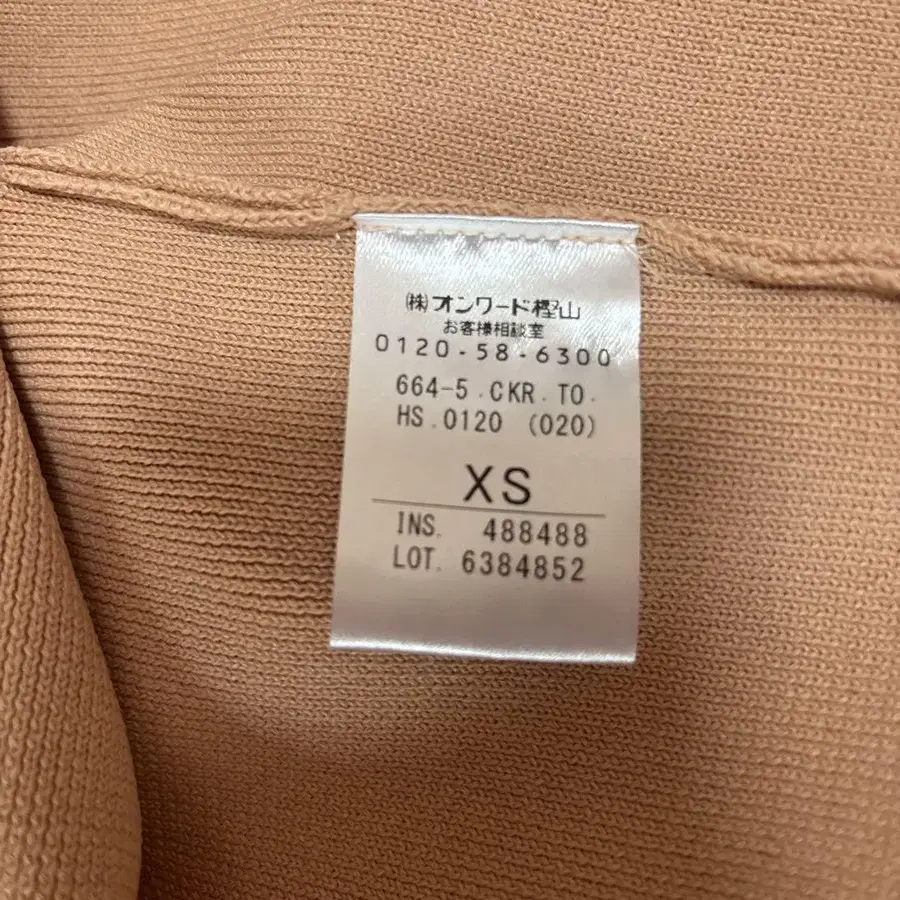 ㈱オンワード樫山
お客様相談室
0120-58-6300
664-5.CKR.TO.
HS.0120 (020)
XS
INS. 488488
LOT. 6384852